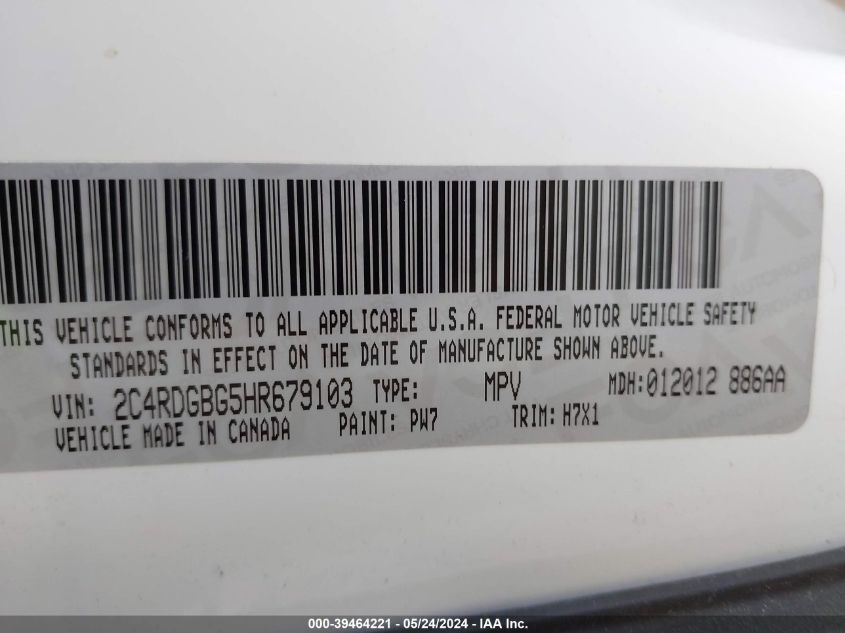 THIS VEHICLE CONFORMS TO ALL APPLICABLE U.S.A. FEDERAL MOTOR VEHICLE SAFETY
STANDARDS IN EFFECT ON THE DATE OF MANUFACTURE SHOWN ABOVE.
VIN: 2C4RDGBG5HR679103 TYPE: MPV MDH:012012 886AA
VEHICLE MADE IN CANADA PAINT: PW7 TRIM: H7X1
000-39464221 - 05/24/2024 - IAA Inc.